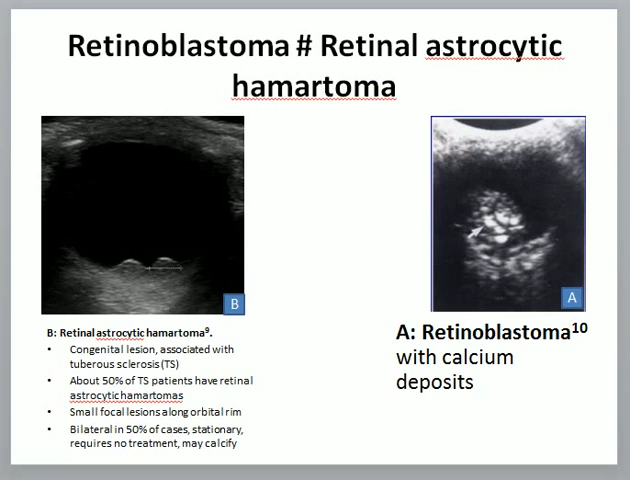 Retinoblastoma # Retinal astrocytic
hamartoma
B
B: Retinal astrocytic hamartoma⁹.
• Congenital lesion, associated with
tuberous sclerosis (TS)
• About 50% of TS patients have retinal
astrocytic hamartomas
• Small focal lesions along orbital rim
• Bilateral in 50% of cases, stationary,
requires no treatment, may calcify
A
A: Retinoblastoma¹⁰
with calcium
deposits